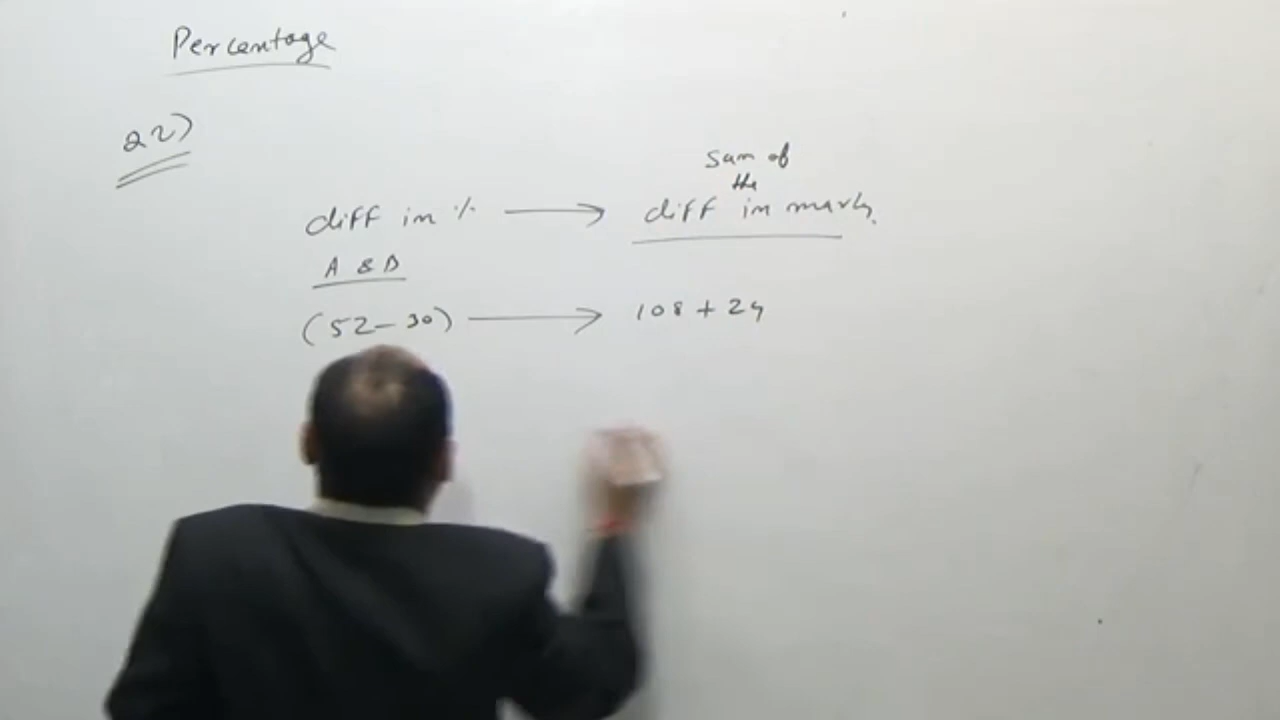 Percentage
22)
sum of
the
diff in % → diff in marks.
A & D
(52 - 30) → 108 + 24